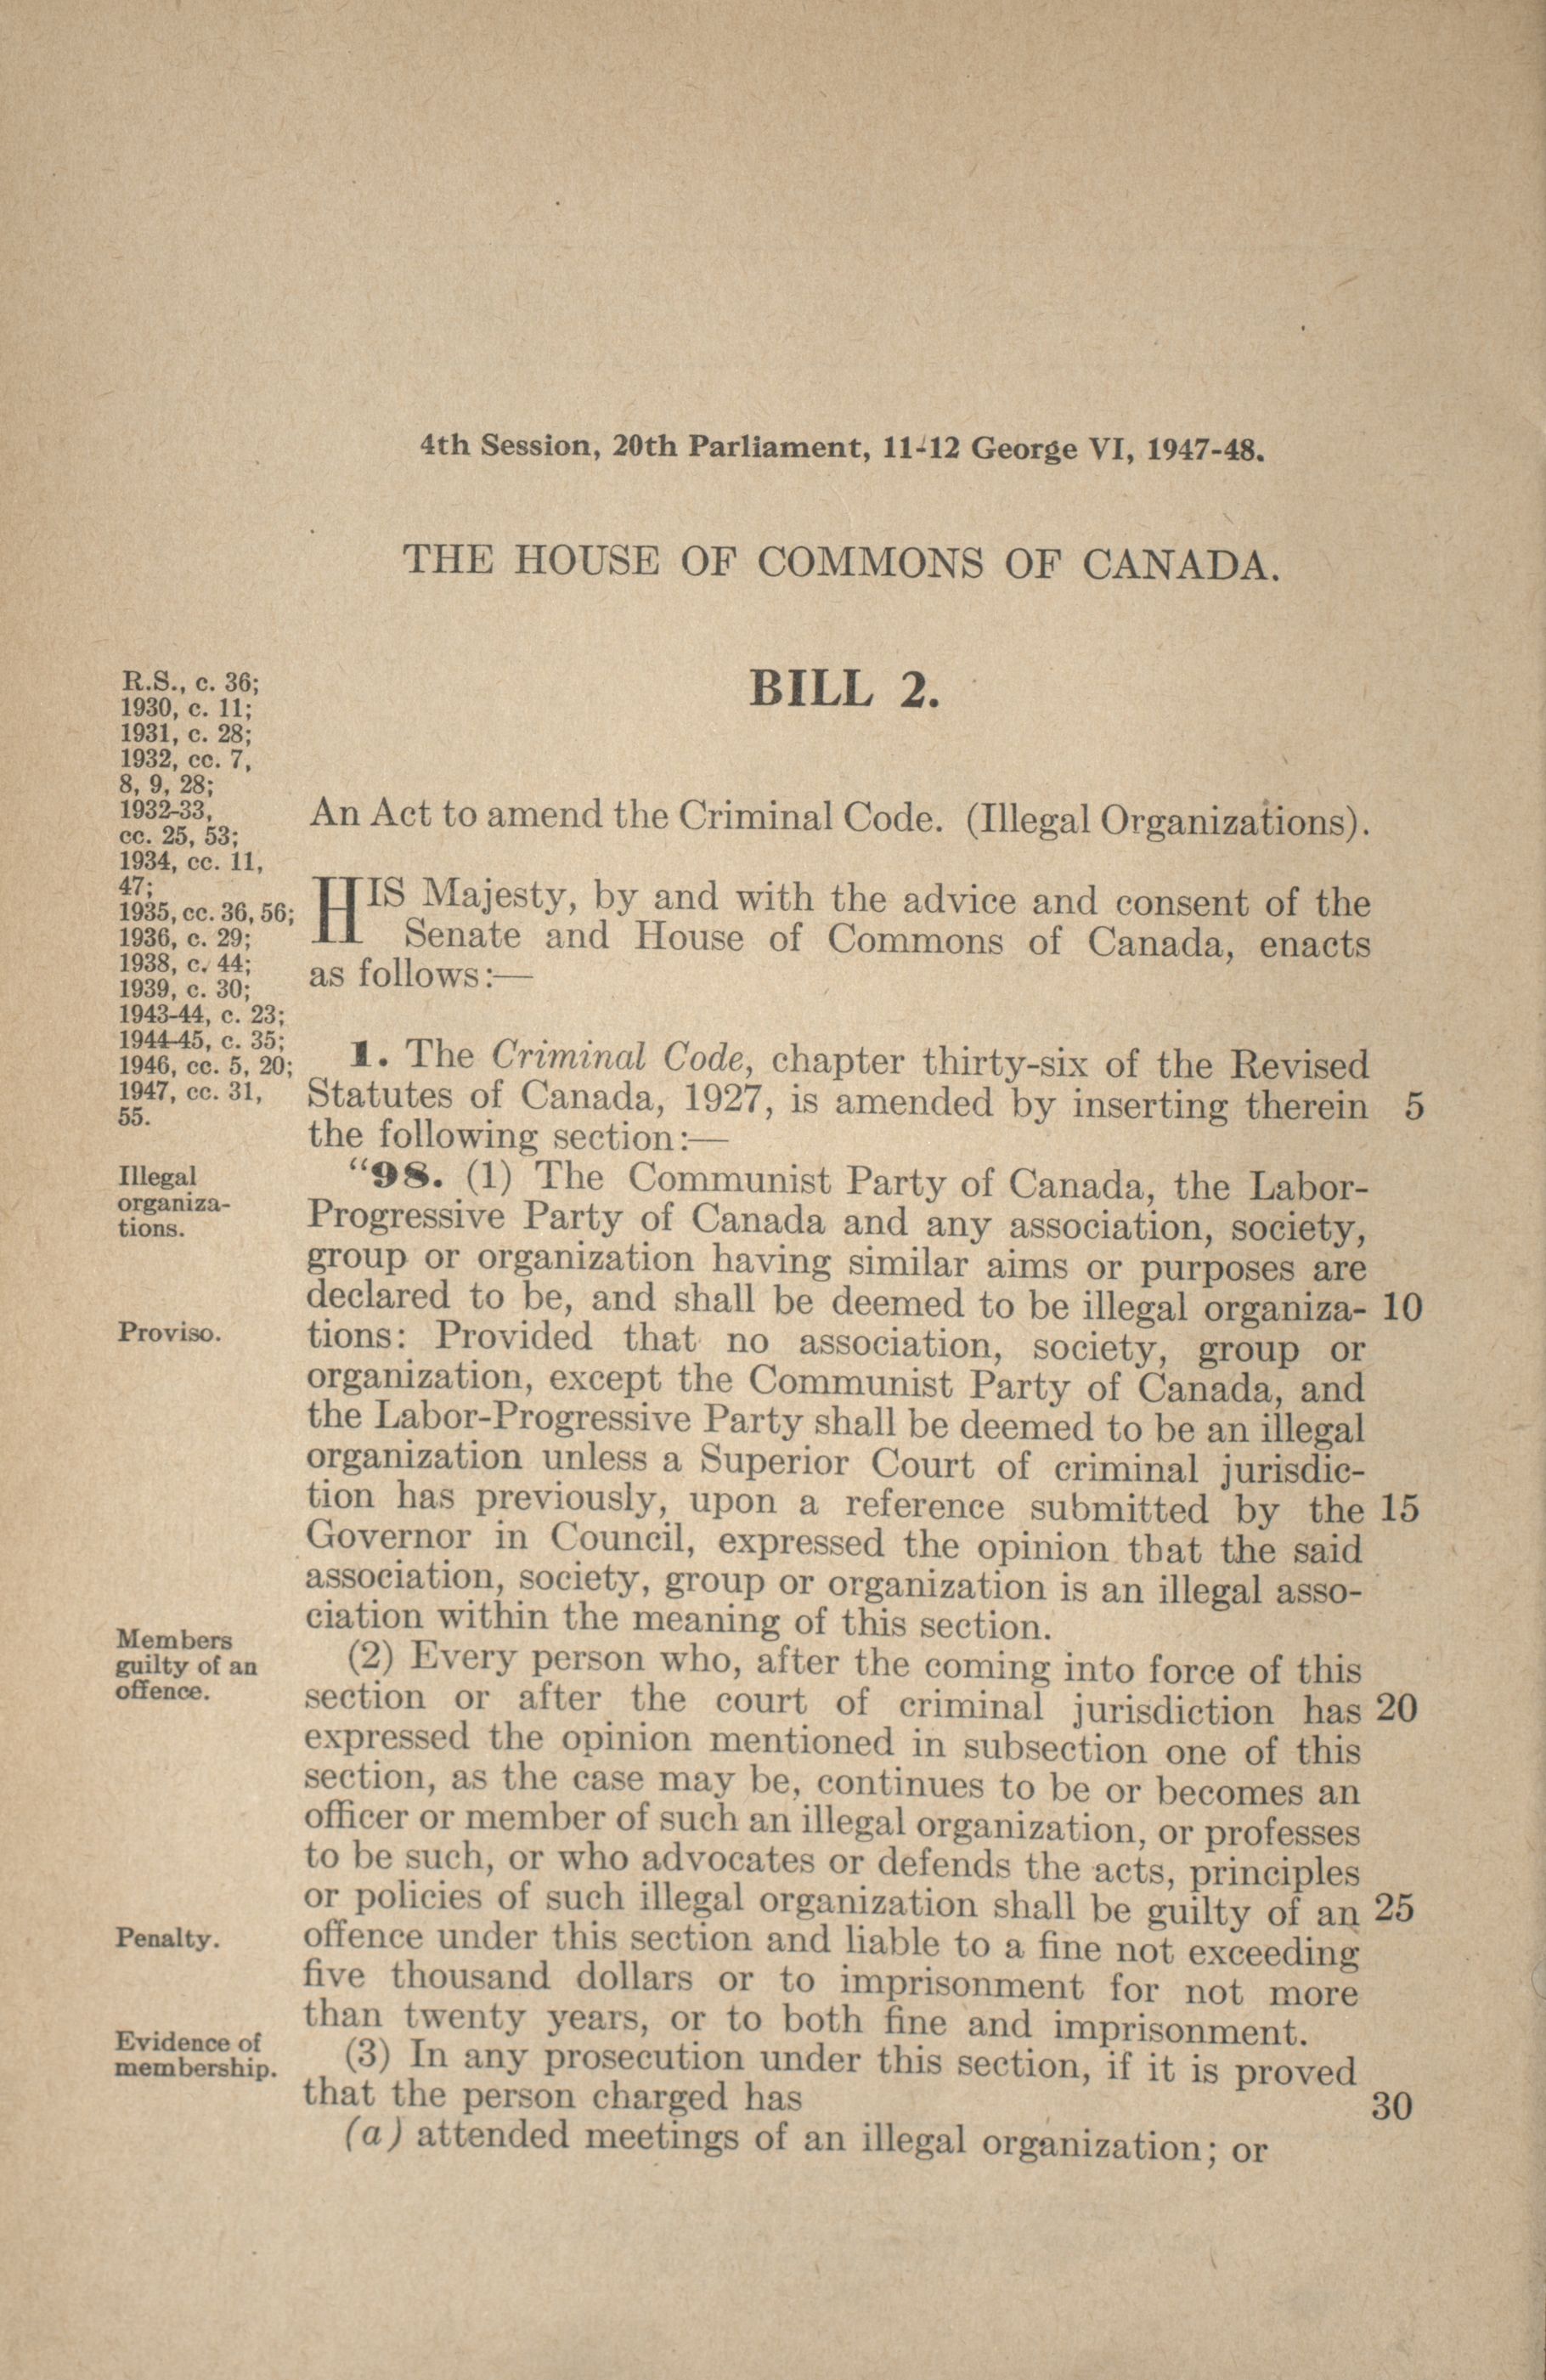 4th Session, 20th Parliament, 11-12 George VI, 1947-48.
THE HOUSE OF COMMONS OF CANADA.
BILL 2.
R.S., c. 36;
1930, c. 11;
1931, c. 28;
1932, cc. 7,
8, 9, 28;
1932-33,
cc. 25, 53;
1934, cc. 11,
47;
1935, cc. 36, 56;
1936, c. 29;
1938, c. 44;
1939, c. 30;
1943-44, c. 23;
1944-45, c. 35;
1946, cc. 5, 20;
1947, cc. 31,
55.
An Act to amend the Criminal Code. (Illegal Organizations).
HIS Majesty, by and with the advice and consent of the
Senate and House of Commons of Canada, enacts
as follows:—
1. The Criminal Code, chapter thirty-six of the Revised
Statutes of Canada, 1927, is amended by inserting therein 5
the following section:—
Illegal
organiza-
tions.
"98. (1) The Communist Party of Canada, the Labor-
Progressive Party of Canada and any association, society,
group or organization having similar aims or purposes are
declared to be, and shall be deemed to be illegal organiza- 10
Proviso.
tions: Provided that no association, society, group or
organization, except the Communist Party of Canada, and
the Labor-Progressive Party shall be deemed to be an illegal
organization unless a Superior Court of criminal jurisdic-
tion has previously, upon a reference submitted by the 15
Governor in Council, expressed the opinion that the said
association, society, group or organization is an illegal asso-
ciation within the meaning of this section.
Members
guilty of an
offence.
(2) Every person who, after the coming into force of this
section or after the court of criminal jurisdiction has 20
expressed the opinion mentioned in subsection one of this
section, as the case may be, continues to be or becomes an
officer or member of such an illegal organization, or professes
to be such, or who advocates or defends the acts, principles
or policies of such illegal organization shall be guilty of an 25
Penalty.
offence under this section and liable to a fine not exceeding
five thousand dollars or to imprisonment for not more
than twenty years, or to both fine and imprisonment.
Evidence of
membership.
(3) In any prosecution under this section, if it is proved
that the person charged has 30
(a) attended meetings of an illegal organization; or